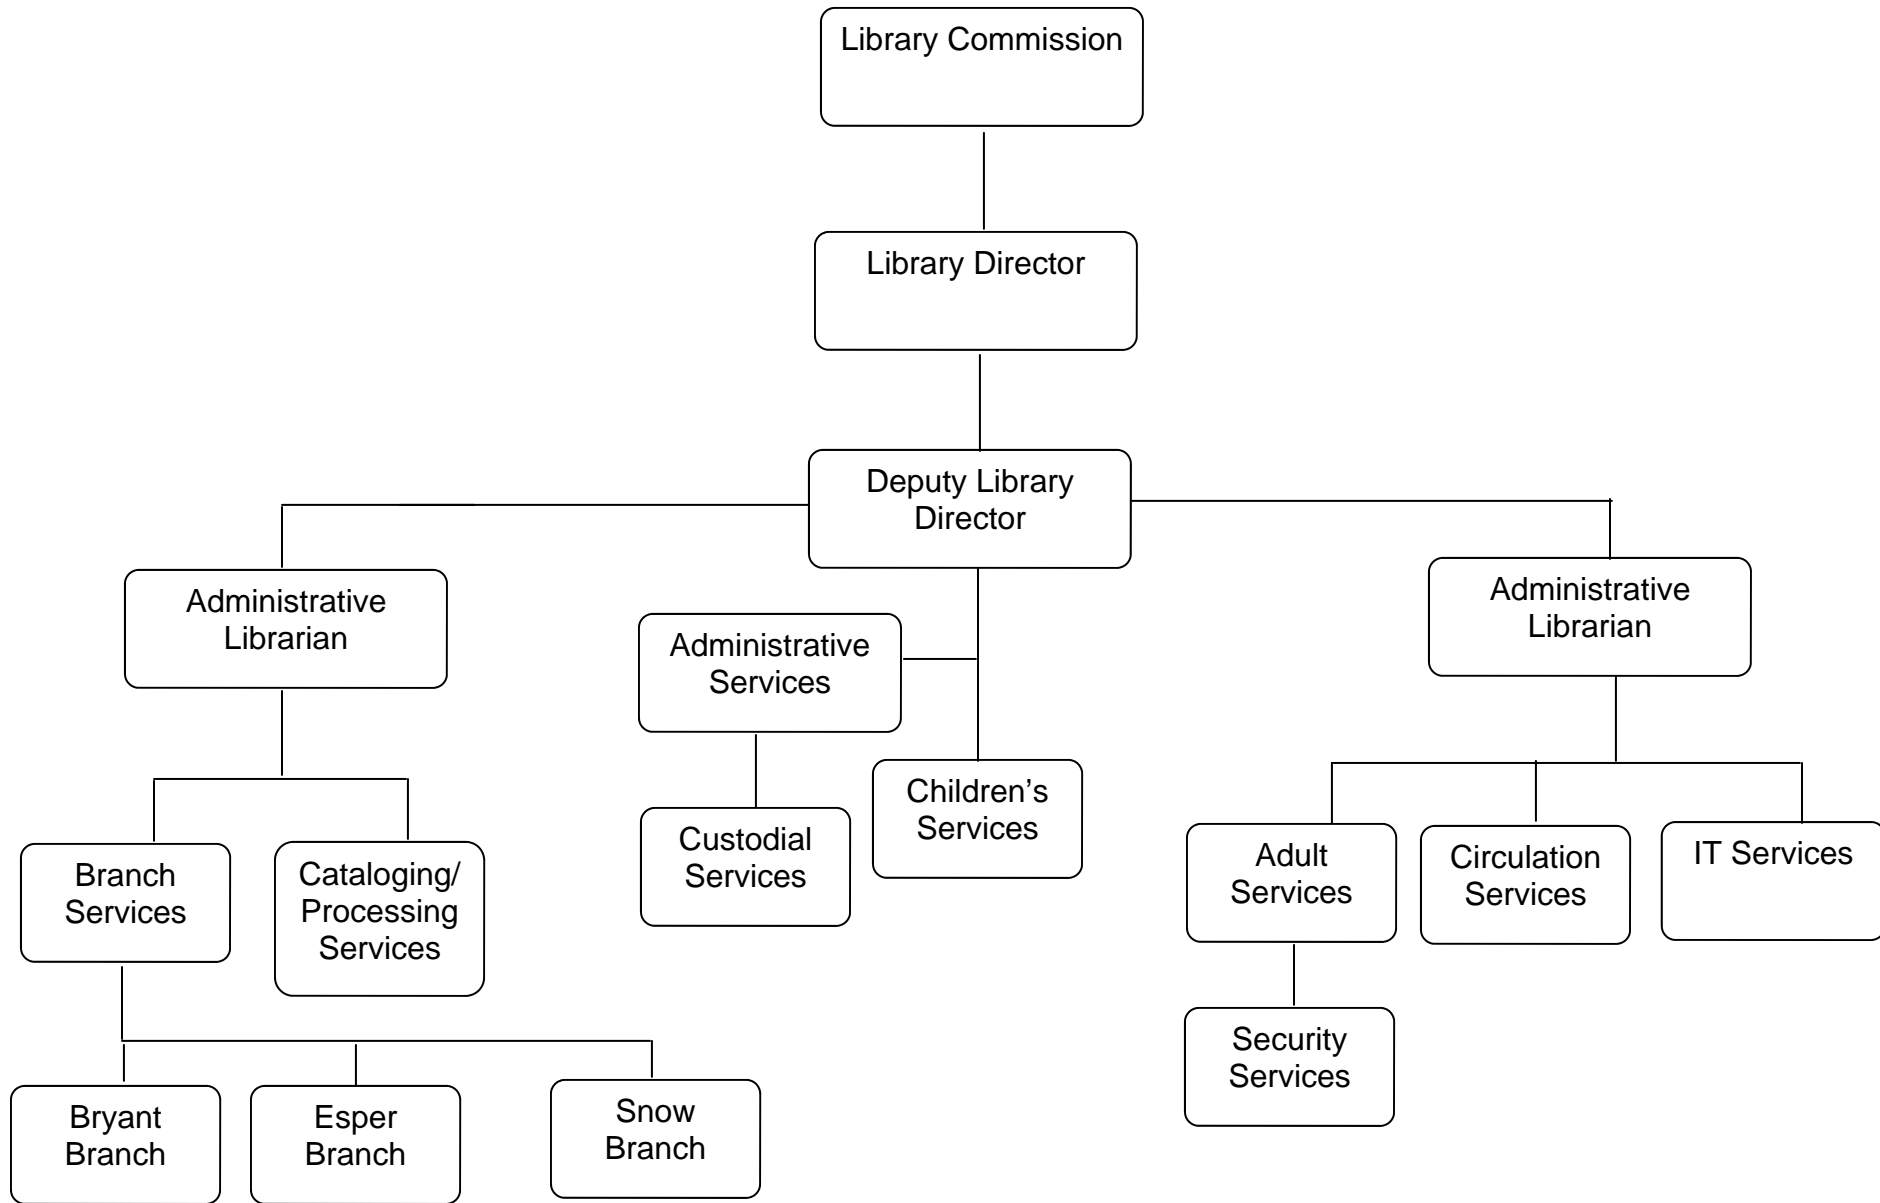 Library Commission
Library Director
Deputy Library
Director
Administrative
Librarian
Administrative
Services
Administrative
Librarian
Branch
Services
Cataloging/
Processing
Services
Custodial
Services
Children’s
Services
Adult
Services
Circulation
Services
IT Services
Security
Services
Bryant
Branch
Esper
Branch
Snow
Branch